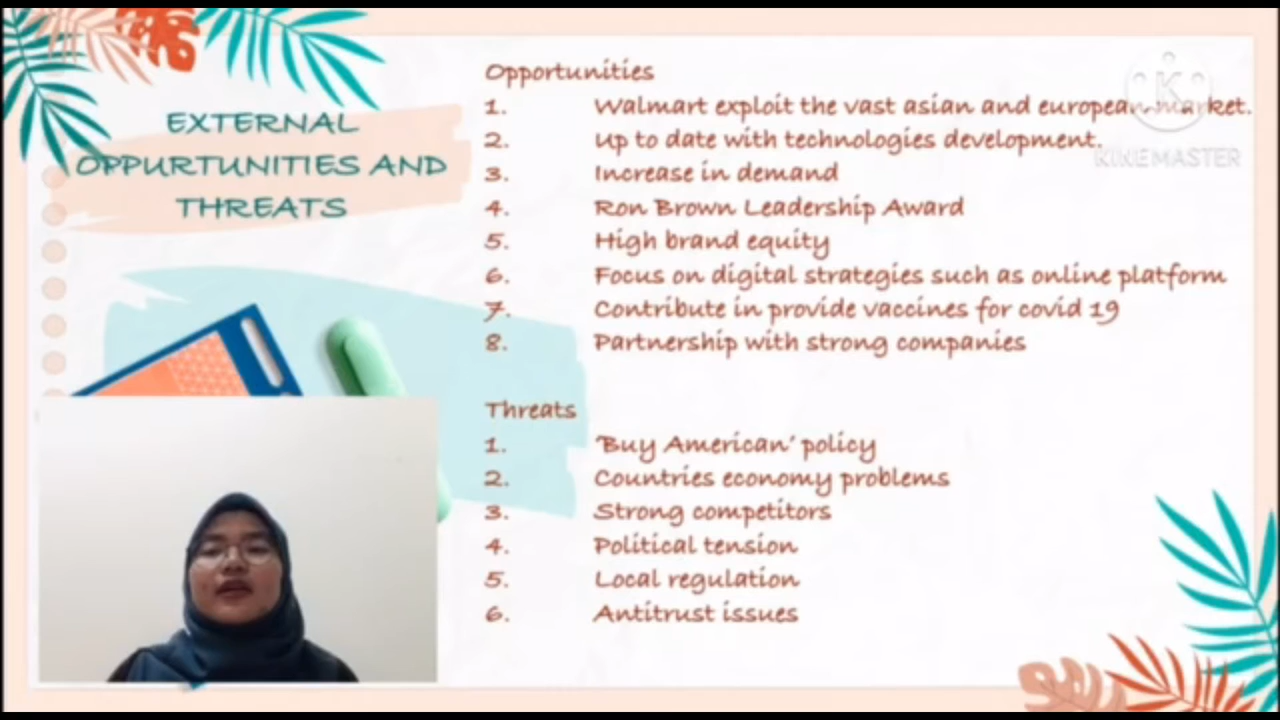 EXTERNAL
OPPURTUNITIES AND
THREATS
Opportunities
1. Walmart exploit the vast asian and european market.
2. Up to date with technologies development.
3. Increase in demand
4. Ron Brown Leadership Award
5. High brand equity
6. Focus on digital strategies such as online platform
7. Contribute in provide vaccines for covid 19
8. Partnership with strong companies
Threats
1. 'Buy American' policy
2. Countries economy problems
3. Strong competitors
4. Political tension
5. Local regulation
6. Antitrust issues
K
KINEMASTER